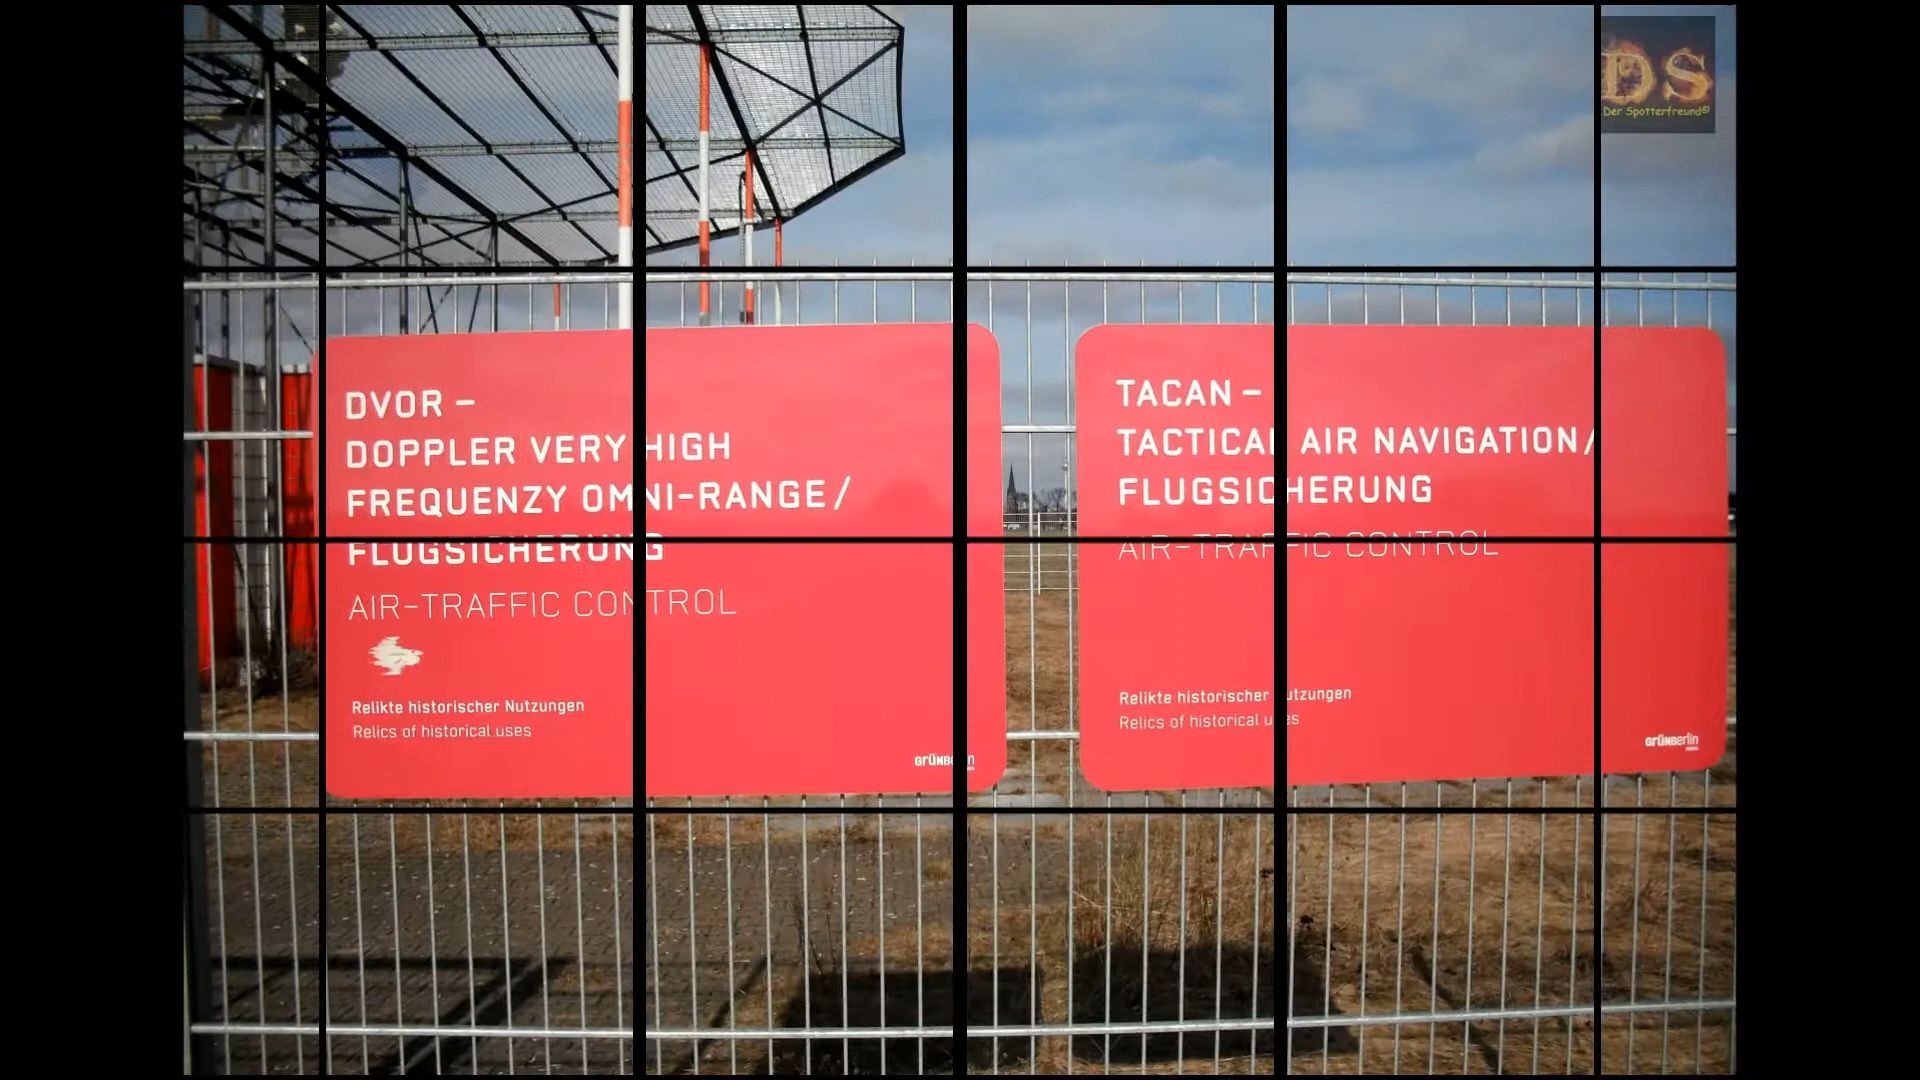 DS
Der Spotterfreund©
DVOR –
DOPPLER VERY HIGH
FREQUENZY OMNI-RANGE/
FLUGSICHERUNG
AIR-TRAFFIC CONTROL
Relikte historischer Nutzungen
Relics of historical uses
GRÜNBerlin
TACAN –
TACTICAL AIR NAVIGATION/
FLUGSICHERUNG
AIR-TRAFFIC CONTROL
Relikte historischer Nutzungen
Relics of historical uses
GRÜNBerlin